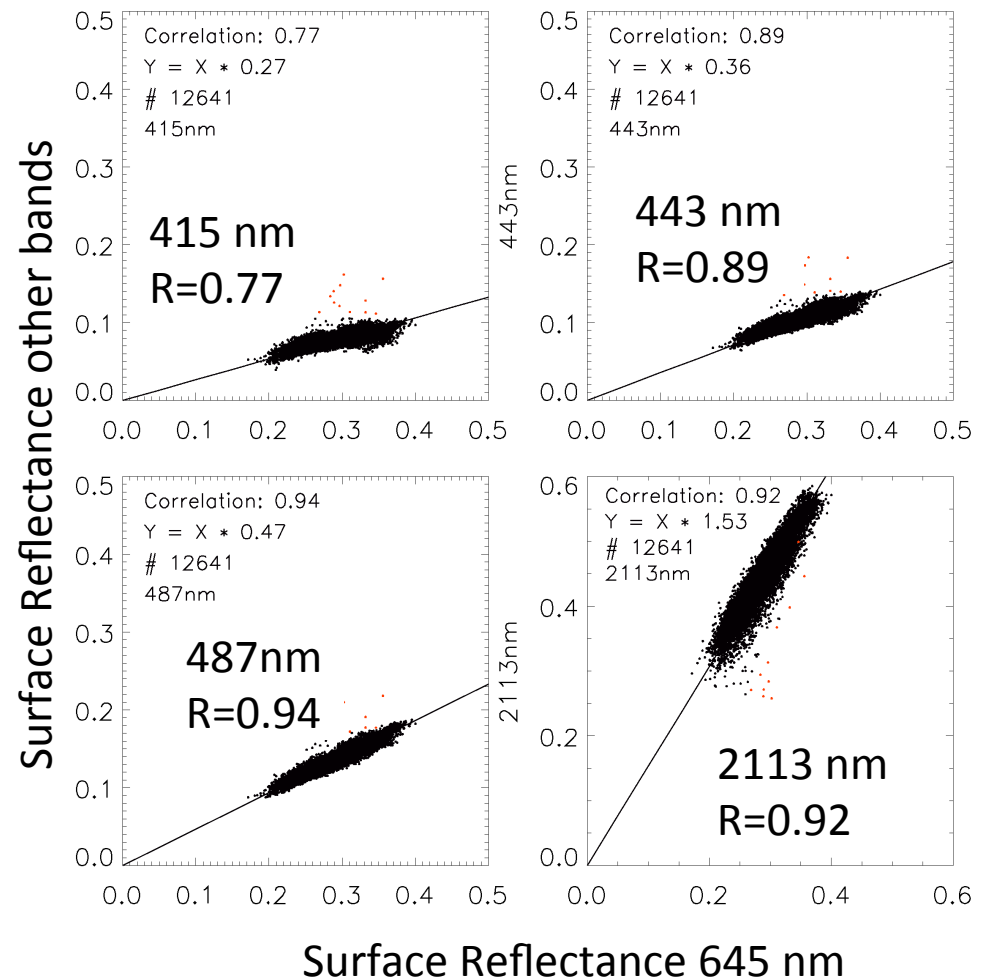 Surface Reflectance other bands
0.5
0.4
0.3
0.2
0.1
0.0
Correlation: 0.77
Y = X * 0.27
# 12641
415nm
415 nm
R=0.77
0.0 0.1 0.2 0.3 0.4 0.5
443nm
0.5
0.4
0.3
0.2
0.1
0.0
Correlation: 0.89
Y = X * 0.36
# 12641
443nm
443 nm
R=0.89
0.0 0.1 0.2 0.3 0.4 0.5
0.5
0.4
0.3
0.2
0.1
0.0
Correlation: 0.94
Y = X * 0.47
# 12641
487nm
487nm
R=0.94
0.0 0.1 0.2 0.3 0.4 0.5
2113nm
0.6
0.4
0.2
0.0
Correlation: 0.92
Y = X * 1.53
# 12641
2113nm
2113 nm
R=0.92
0.0 0.2 0.4 0.6
Surface Reflectance 645 nm